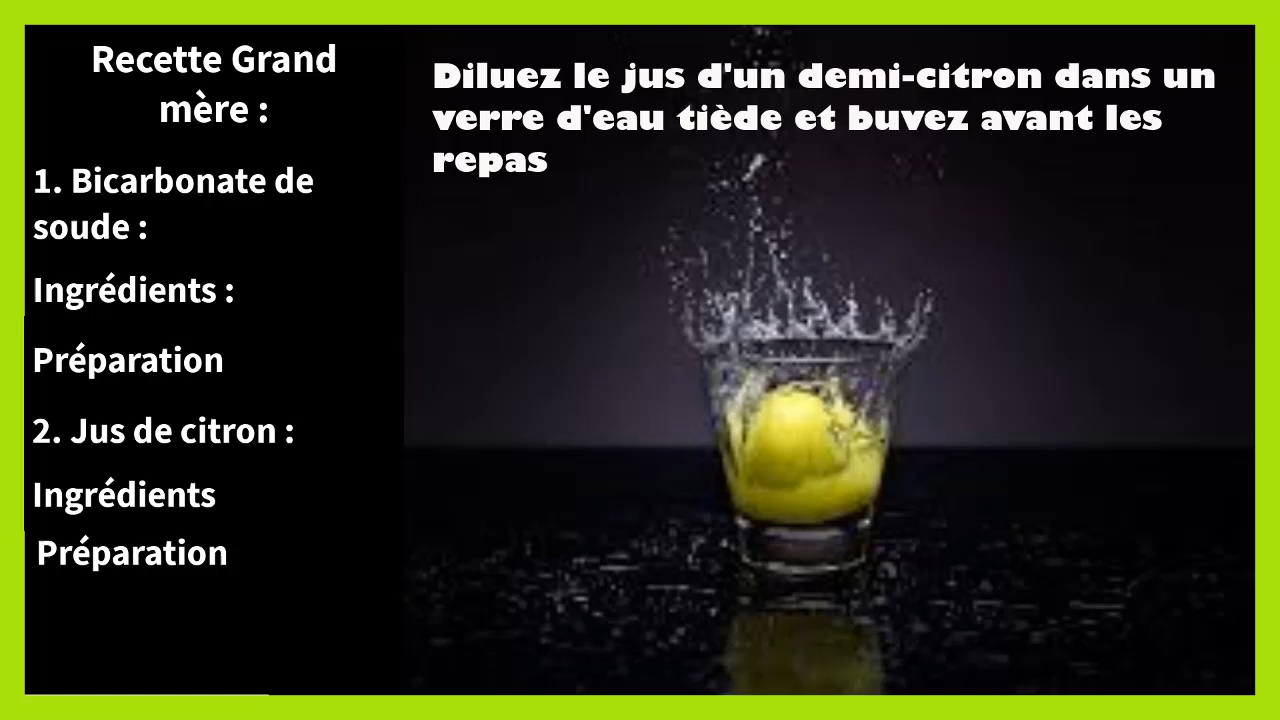 Recette Grand
mère :
1. Bicarbonate de
soude :
Ingrédients :
Préparation
2. Jus de citron :
Ingrédients
Préparation
Diluez le jus d'un demi-citron dans un
verre d'eau tiède et buvez avant les
repas